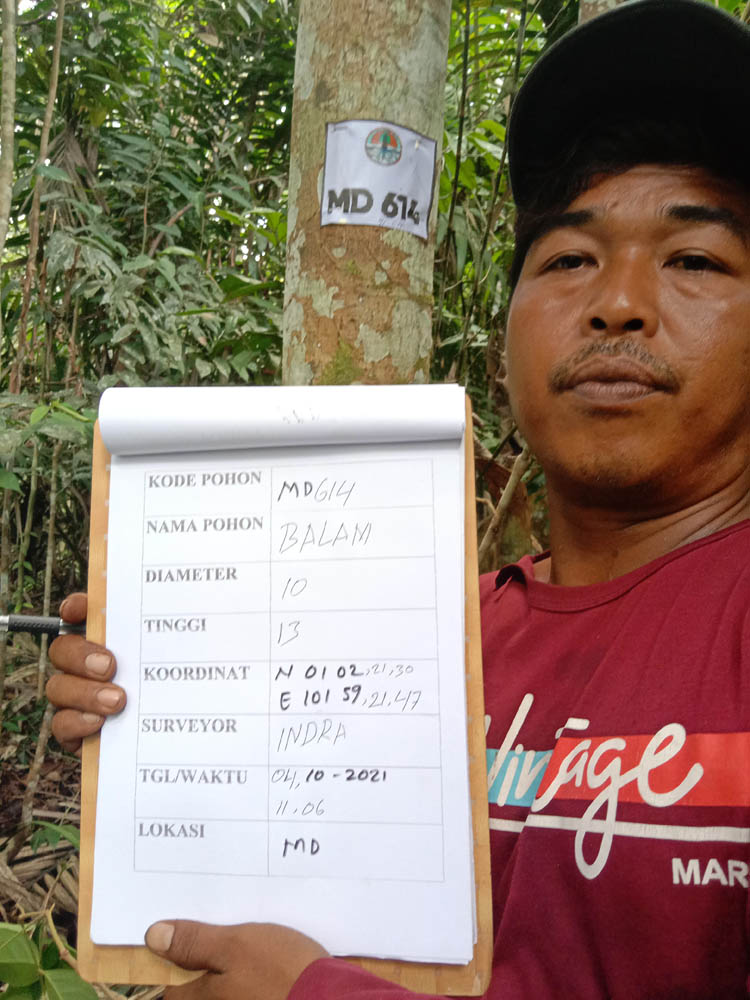 MD 614
KODE POHON MD614
NAMA POHON BALAM
DIAMETER 10
TINGGI 13
KOORDINAT N 01 02,21,30
E 101 59,21,47
SURVEYOR INDRA
TGL/WAKTU 04, 10-2021
11.06
LOKASI MD
Vintage
MAR